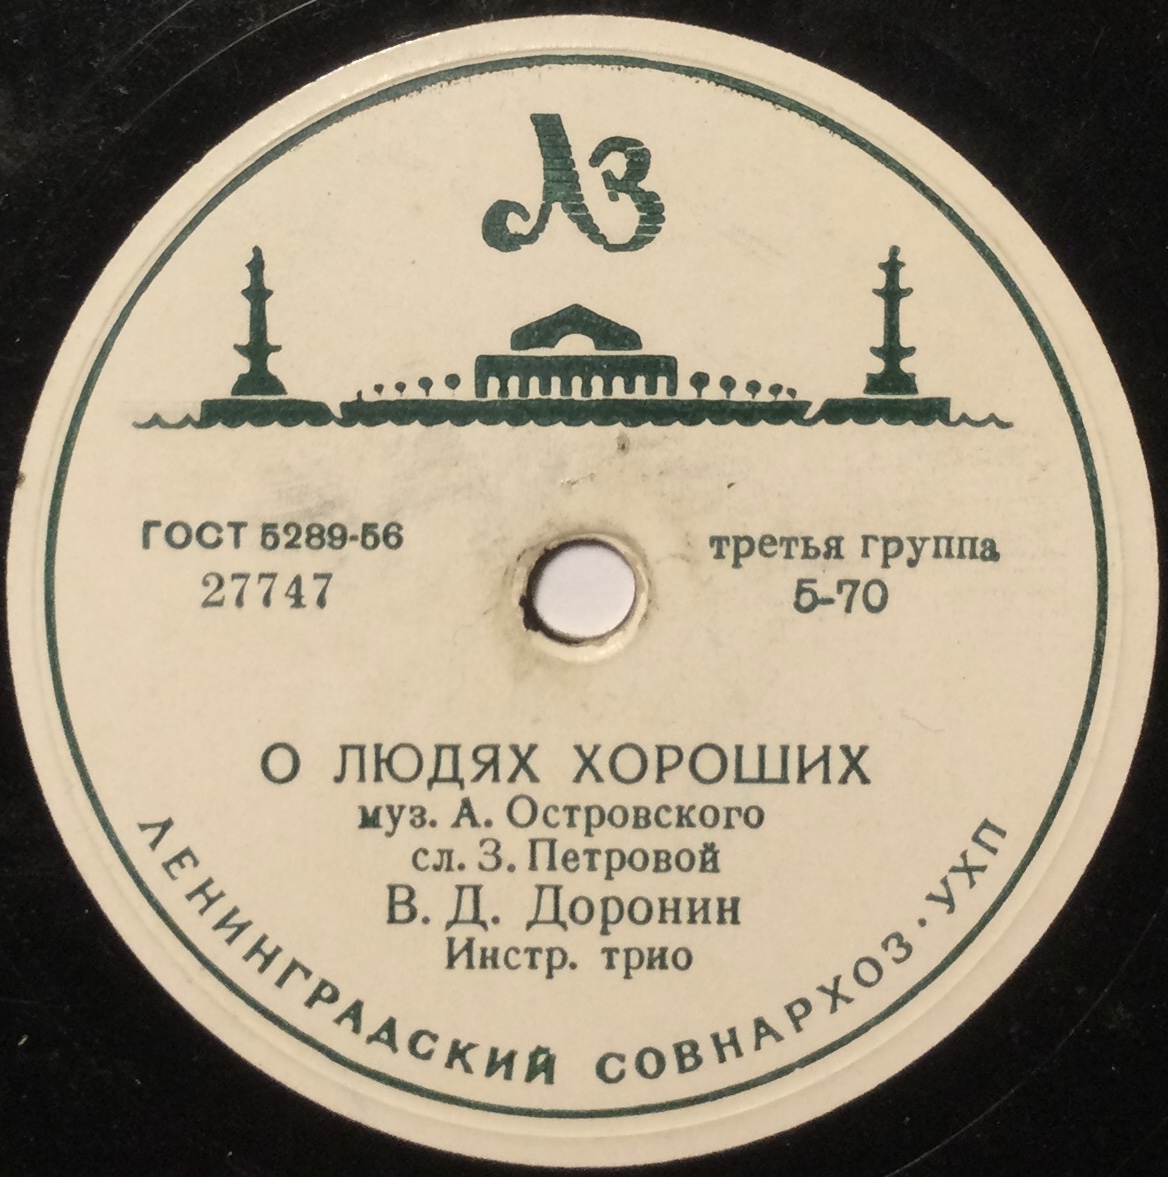 ЛЗ
ГОСТ 5289-56
27747
третья группа
5-70
О ЛЮДЯХ ХОРОШИХ
муз. А. Островского
сл. З. Петровой
В. Д. Доронин
Инстр. трио
ЛЕНИНГРАДСКИЙ СОВНАРХОЗ · УХП